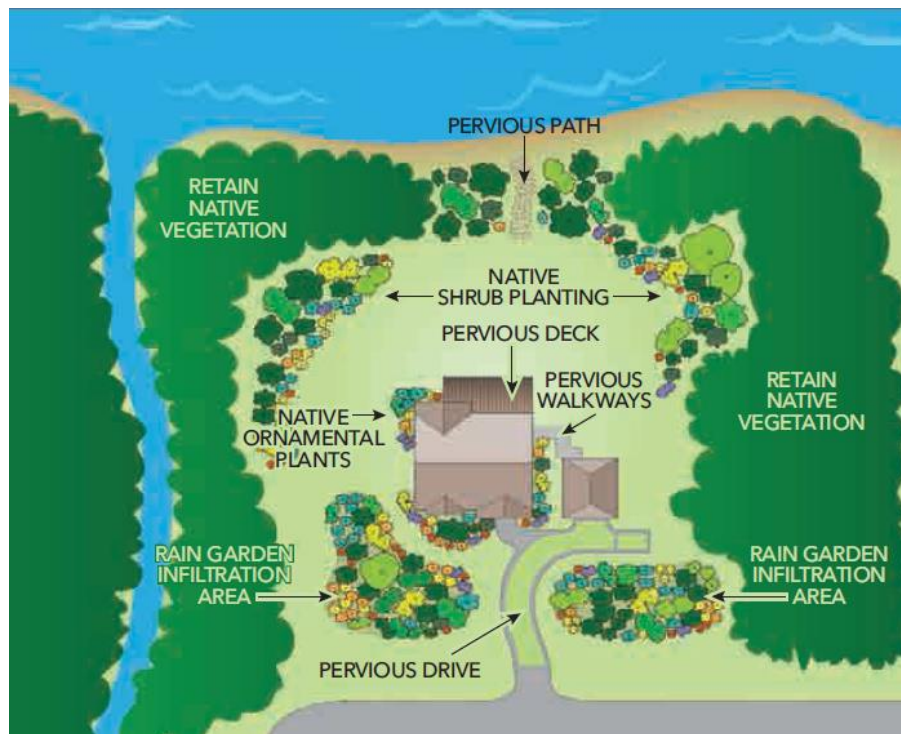 PERVIOUS PATH
RETAIN
NATIVE
VEGETATION
NATIVE
SHRUB PLANTING
PERVIOUS DECK
PERVIOUS
WALKWAYS
RETAIN
NATIVE
VEGETATION
NATIVE
ORNAMENTAL
PLANTS
RAIN GARDEN
INFILTRATION
AREA
RAIN GARDEN
INFILTRATION
AREA
PERVIOUS DRIVE